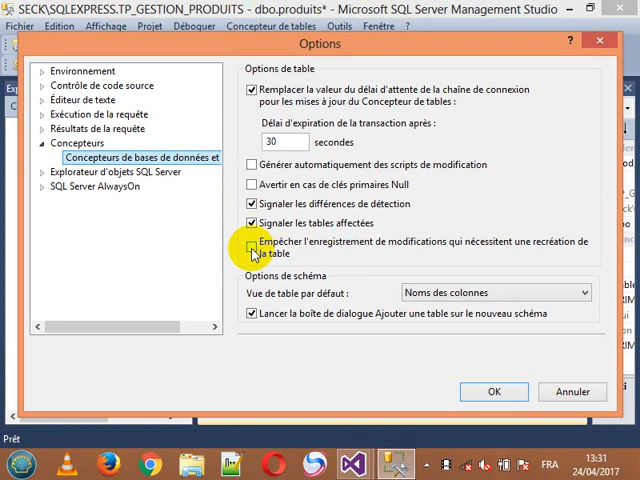 SECK\SQLEXPRESS.TP_GESTION_PRODUITS - dbo.produits* - Microsoft SQL Server Management Studio
Fichier Edition Affichage Projet Déboguer Concepteur de tables Outils Fenêtre ?
Options
?
Environnement
Contrôle de code source
Éditeur de texte
Exécution de la requête
Résultats de la requête
Concepteurs
Concepteurs de bases de données et
Explorateur d'objets SQL Server
SQL Server AlwaysOn
Options de table
Remplacer la valeur du délai d'attente de la chaîne de connexion
pour les mises à jour du Concepteur de tables :
Délai d'expiration de la transaction après :
30 secondes
Générer automatiquement des scripts de modification
Avertir en cas de clés primaires Null
Signaler les différences de détection
Signaler les tables affectées
Empêcher l'enregistrement de modifications qui nécessitent une recréation de
la table
Options de schéma
Vue de table par défaut : Noms des colonnes
Lancer la boîte de dialogue Ajouter une table sur le nouveau schéma
OK Annuler
Prêt
FRA
13:31
24/04/2017